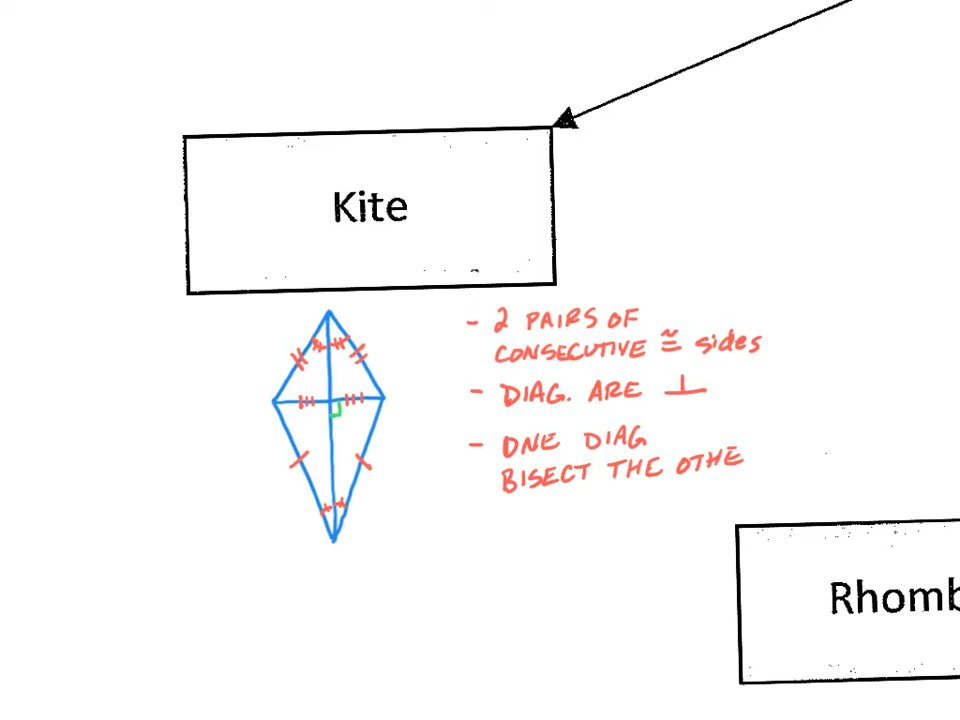 Kite
- 2 PAIRS OF
CONSECUTIVE ≅ sides
- DIAG. ARE ⊥
- ONE DIAG
BISECT THE OTHE
Rhomb